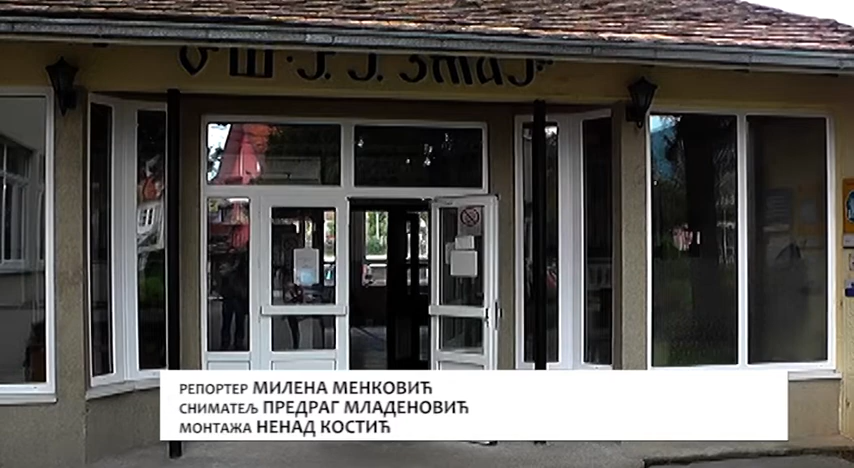 ОШ·Ј.Ј. Змај
РЕПОРТЕР МИЛЕНА МЕНКОВИЋ
СНИМАТЕЉ ПРЕДРАГ МЛАДЕНОВИЋ
МОНТАЖА НЕНАД КОСТИЋ